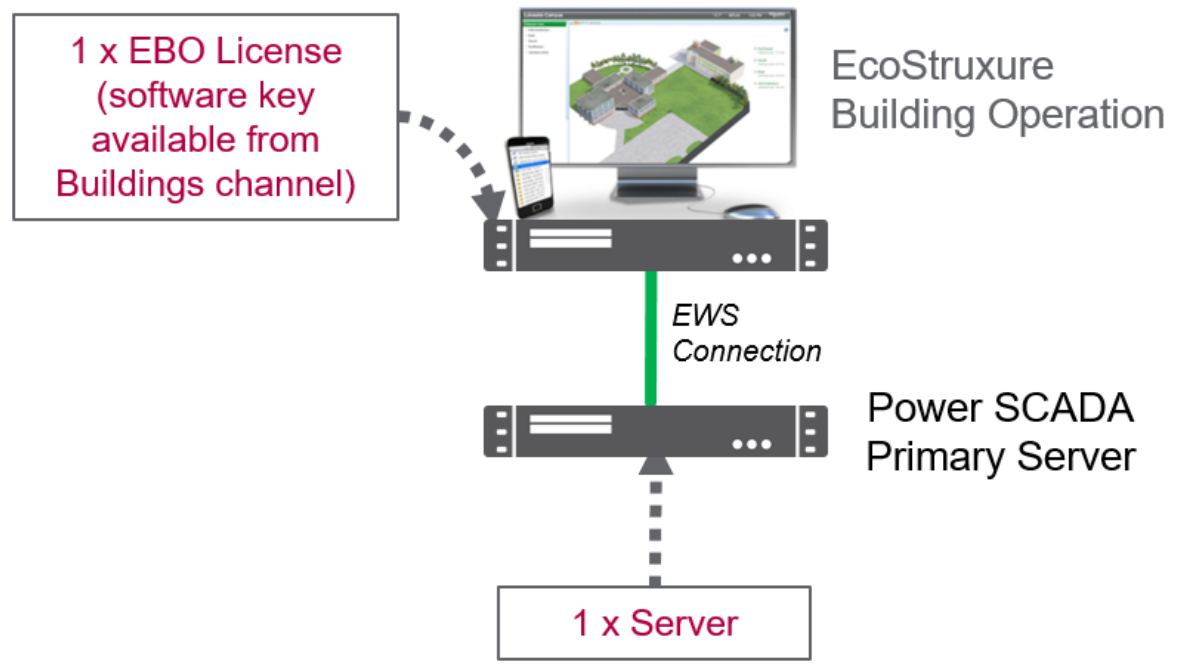 1 x EBO License
(software key
available from
Buildings channel)
EcoStruxure
Building Operation
EWS
Connection
Power SCADA
Primary Server
1 x Server